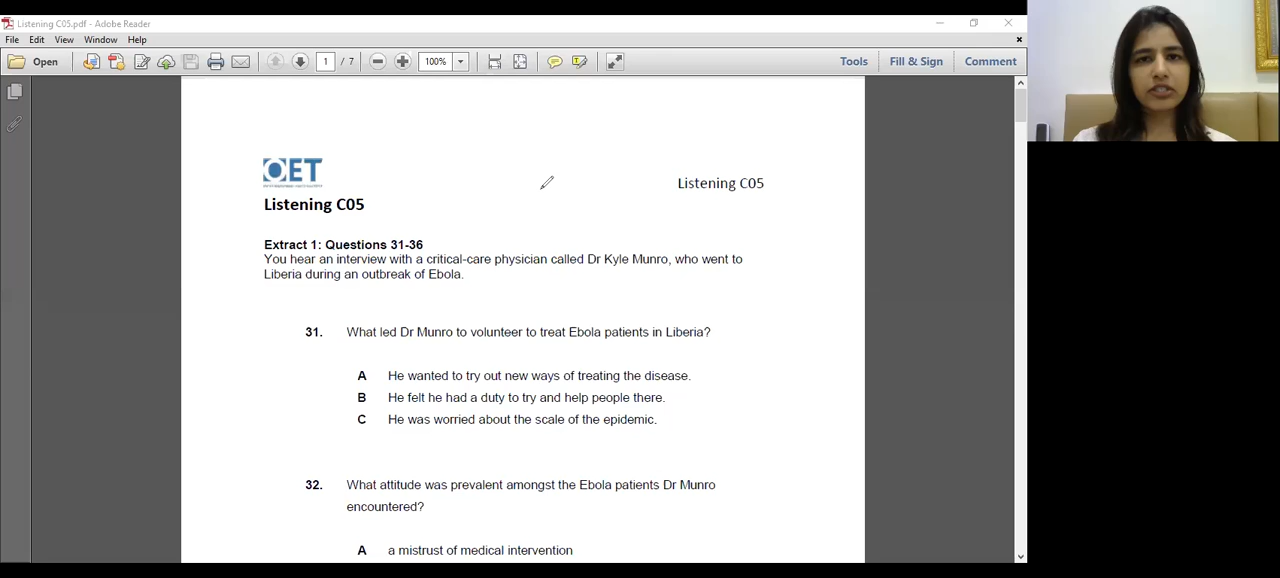 Listening C05.pdf - Adobe Reader
File Edit View Window Help
Open 1 / 7 100% Tools Fill & Sign Comment
OET
Listening C05
Listening C05
Extract 1: Questions 31-36
You hear an interview with a critical-care physician called Dr Kyle Munro, who went to
Liberia during an outbreak of Ebola.
31. What led Dr Munro to volunteer to treat Ebola patients in Liberia?
A He wanted to try out new ways of treating the disease.
B He felt he had a duty to try and help people there.
C He was worried about the scale of the epidemic.
32. What attitude was prevalent amongst the Ebola patients Dr Munro
encountered?
A a mistrust of medical intervention